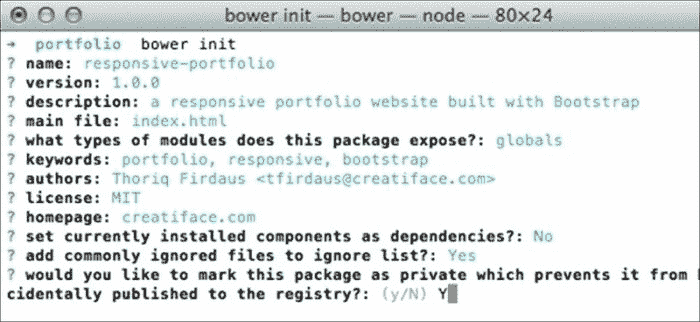 bower init — bower — node — 80×24
→ portfolio bower init
? name: responsive-portfolio
? version: 1.0.0
? description: a responsive portfolio website built with Bootstrap
? main file: index.html
? what types of modules does this package expose?: globals
? keywords: portfolio, responsive, bootstrap
? authors: Thoriq Firdaus <tfirdaus@creatiface.com>
? license: MIT
? homepage: creatiface.com
? set currently installed components as dependencies?: No
? add commonly ignored files to ignore list?: Yes
? would you like to mark this package as private which prevents it from
cidentally published to the registry?: (y/N) Y